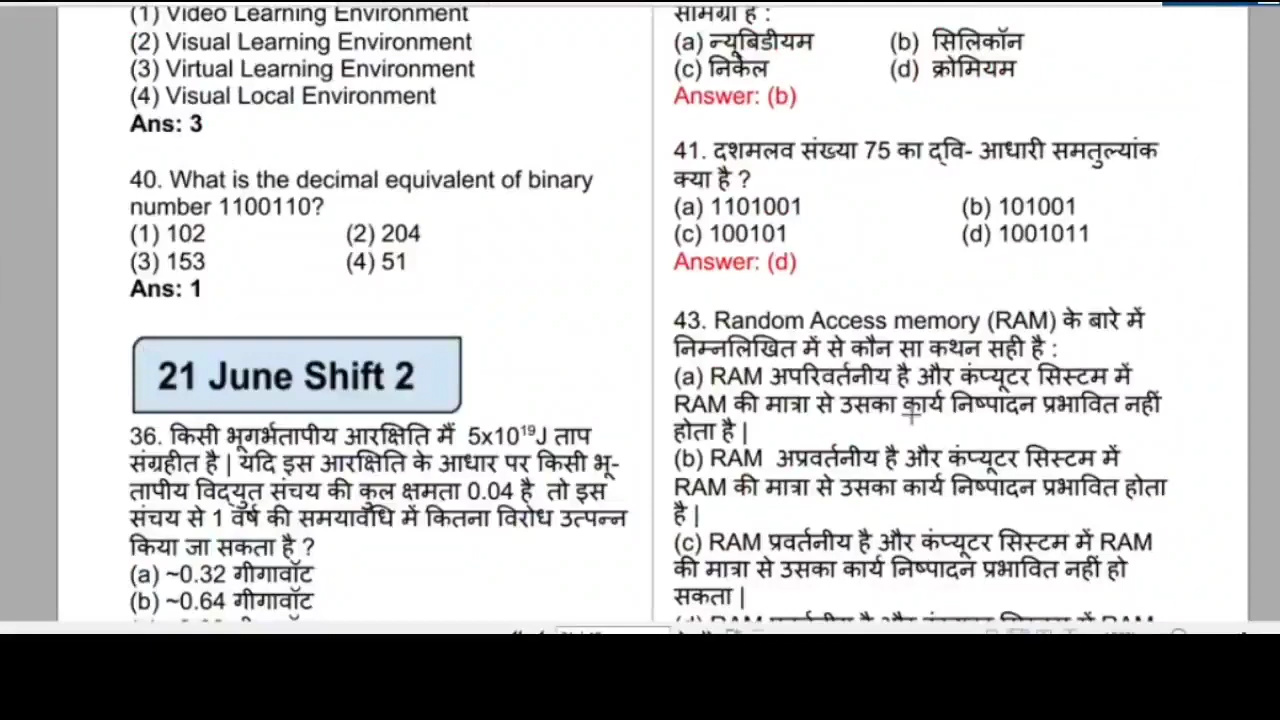 (1) Video Learning Environment
(2) Visual Learning Environment
(3) Virtual Learning Environment
(4) Visual Local Environment
Ans: 3
40. What is the decimal equivalent of binary
number 1100110?
(1) 102 (2) 204
(3) 153 (4) 51
Ans: 1
21 June Shift 2
36. किसी भूगर्भतापीय आरक्षिति मैं 5x10¹⁹J ताप
संग्रहीत है | यदि इस आरक्षिति के आधार पर किसी भू-
तापीय विद्युत संचय की कुल क्षमता 0.04 है तो इस
संचय से 1 वर्ष की समयावधि में कितना विरोध उत्पन्न
किया जा सकता है ?
(a) ~0.32 गीगावॉट
(b) ~0.64 गीगावॉट
सामग्री है :
(a) न्यूबिडीयम (b) सिलिकॉन
(c) निकेल (d) क्रोमियम
Answer: (b)
41. दशमलव संख्या 75 का द्वि- आधारी समतुल्यांक
क्या है ?
(a) 1101001 (b) 101001
(c) 100101 (d) 1001011
Answer: (d)
43. Random Access memory (RAM) के बारे में
निम्नलिखित में से कौन सा कथन सही है :
(a) RAM अपरिवर्तनीय है और कंप्यूटर सिस्टम में
RAM की मात्रा से उसका कार्य निष्पादन प्रभावित नहीं
होता है |
(b) RAM अप्रवर्तनीय है और कंप्यूटर सिस्टम में
RAM की मात्रा से उसका कार्य निष्पादन प्रभावित होता
है |
(c) RAM प्रवर्तनीय है और कंप्यूटर सिस्टम में RAM
की मात्रा से उसका कार्य निष्पादन प्रभावित नहीं हो
सकता |